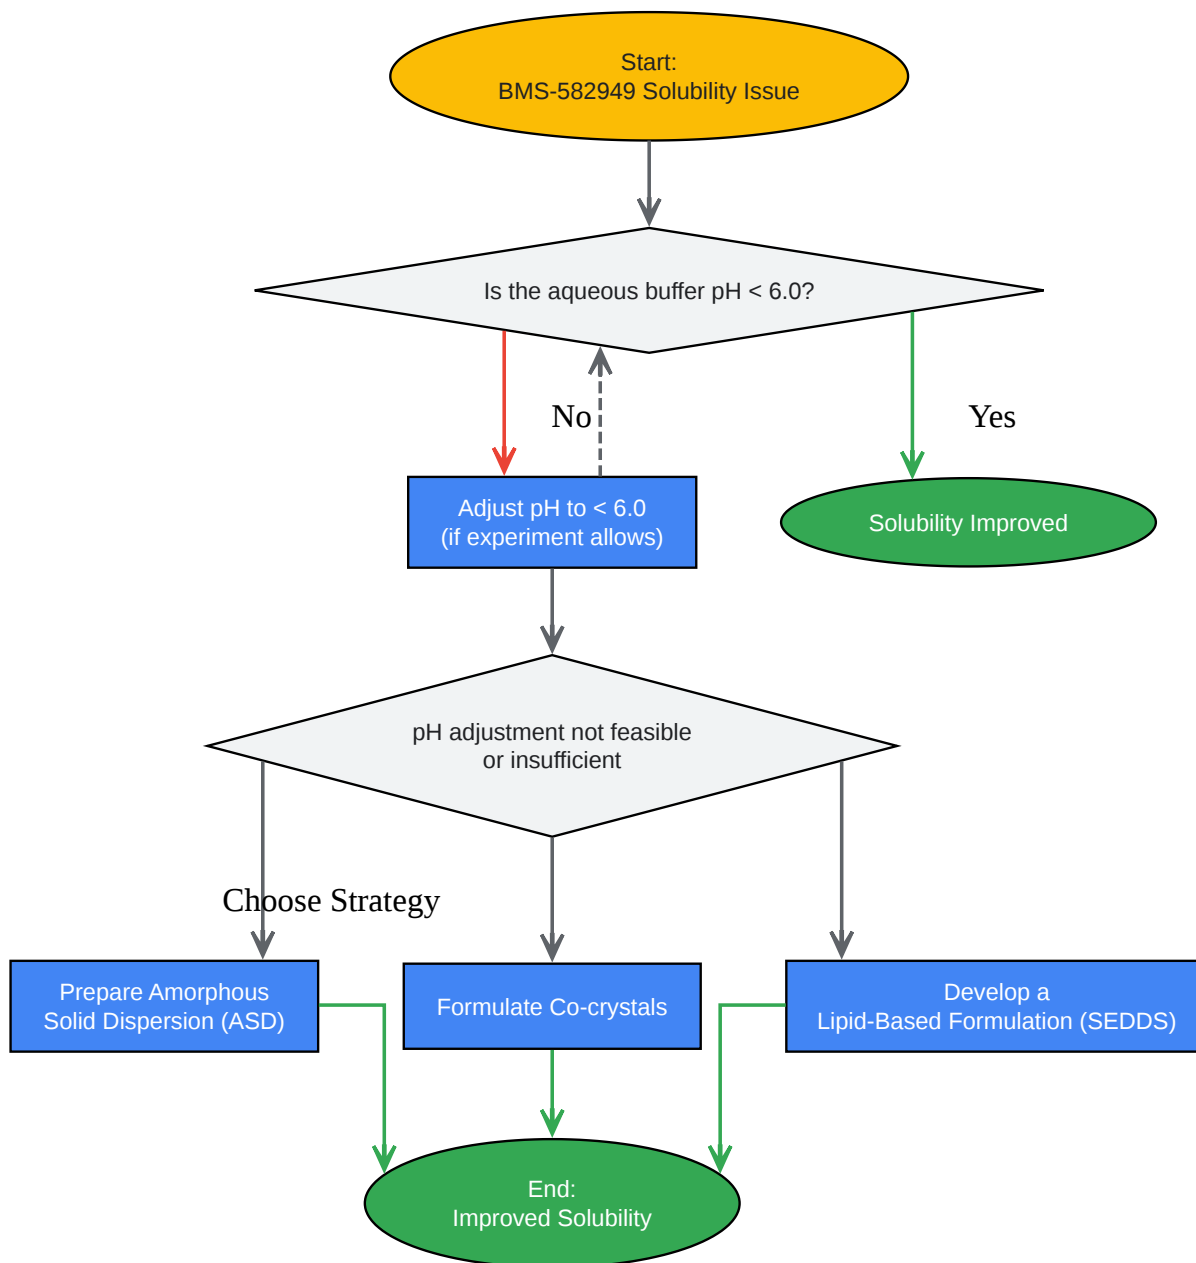 Start:
BMS-582949 Solubility Issue
Is the aqueous buffer pH < 6.0?
No
Yes
Adjust pH to < 6.0
(if experiment allows)
Solubility Improved
pH adjustment not feasible
or insufficient
Choose Strategy
Prepare Amorphous
Solid Dispersion (ASD)
Formulate Co-crystals
Develop a
Lipid-Based Formulation (SEDDS)
End:
Improved Solubility